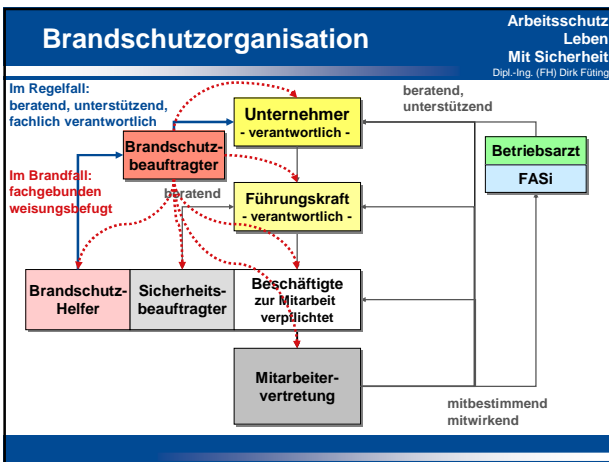 Brandschutzorganisation
Arbeitsschutz
Leben
Mit Sicherheit
Dipl.-Ing. (FH) Dirk Füting
Im Regelfall:
beratend, unterstützend,
fachlich verantwortlich
Unternehmer
- verantwortlich -
beratend,
unterstützend
Brandschutz-
beauftragter
Betriebsarzt
FASi
Im Brandfall:
fachgebunden
weisungsbefugt
beratend
Führungskraft
- verantwortlich -
Brandschutz-
Helfer
Sicherheits-
beauftragter
Beschäftigte
zur Mitarbeit
verpflichtet
Mitarbeiter-
vertretung
mitbestimmend
mitwirkend